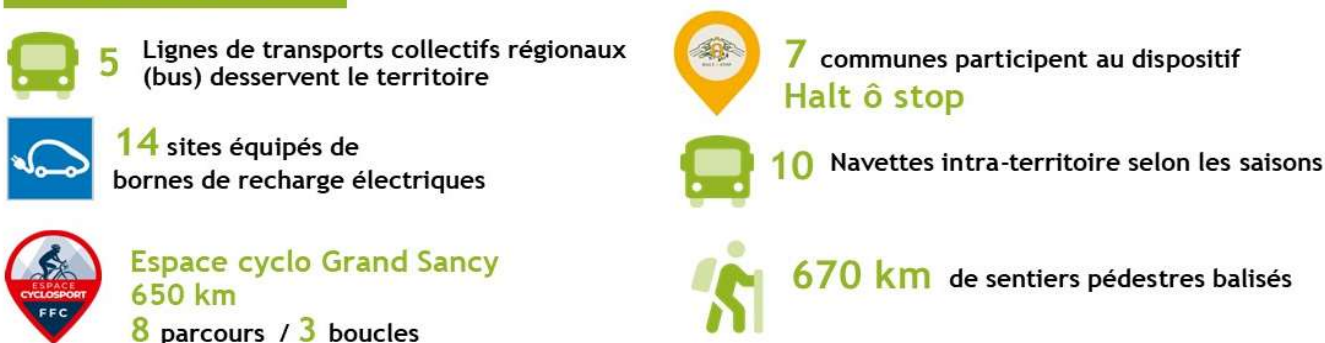 5 Lignes de transports collectifs régionaux
(bus) desservent le territoire
14 sites équipés de
bornes de recharge électriques
ESPACE
CYCLOSPORT
FFC
Espace cyclo Grand Sancy
650 km
8 parcours / 3 boucles
HALT - STOP
7 communes participent au dispositif
Halt ô stop
10 Navettes intra-territoire selon les saisons
670 km de sentiers pédestres balisés